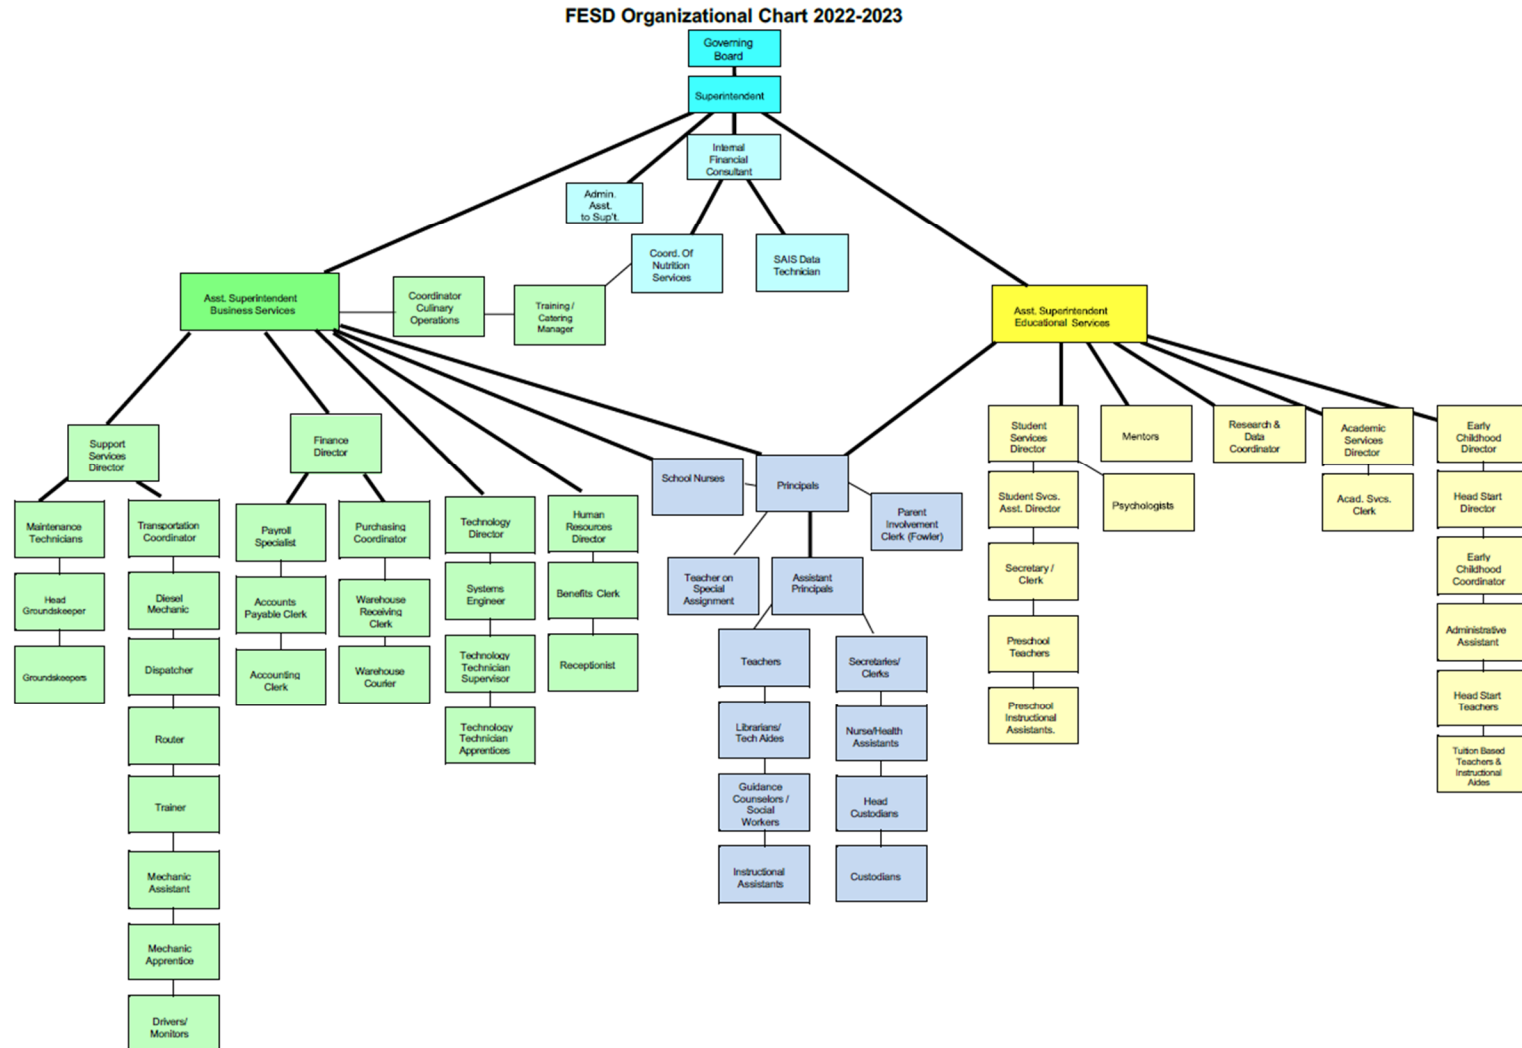 FESD Organizational Chart 2022-2023
Governing
Board
Superintendent
Internal
Financial
Consultant
Admin.
Asst.
to Sup't.
Coord. Of
Nutrition
Services
SAIS Data
Technician
Asst. Superintendent
Business Services
Coordinator
Culinary
Operations
Training /
Catering
Manager
Asst. Superintendent
Educational Services
Support
Services
Director
Finance
Director
School Nurses
Principals
Parent
Involvement
Clerk (Fowler)
Student
Services
Director
Mentors
Research &
Data
Coordinator
Academic
Services
Director
Early
Childhood
Director
Maintenance
Technicians
Transportation
Coordinator
Payroll
Specialist
Purchasing
Coordinator
Technology
Director
Human
Resources
Director
Student Svcs.
Asst. Director
Psychologists
Acad. Svcs.
Clerk
Head Start
Director
Head
Groundskeeper
Diesel
Mechanic
Accounts
Payable Clerk
Warehouse
Receiving
Clerk
Systems
Engineer
Benefits Clerk
Teacher on
Special
Assignment
Assistant
Principals
Secretary /
Clerk
Early
Childhood
Coordinator
Groundskeepers
Dispatcher
Accounting
Clerk
Warehouse
Courier
Technology
Technician
Supervisor
Receptionist
Teachers
Secretaries/
Clerks
Preschool
Teachers
Administrative
Assistant
Router
Technology
Technician
Apprentices
Librarians/
Tech Aides
Nurse/Health
Assistants
Preschool
Instructional
Assistants.
Head Start
Teachers
Trainer
Guidance
Counselors /
Social
Workers
Head
Custodians
Tuition Based
Teachers &
Instructional
Aides
Mechanic
Assistant
Instructional
Assistants
Custodians
Mechanic
Apprentice
Drivers/
Monitors